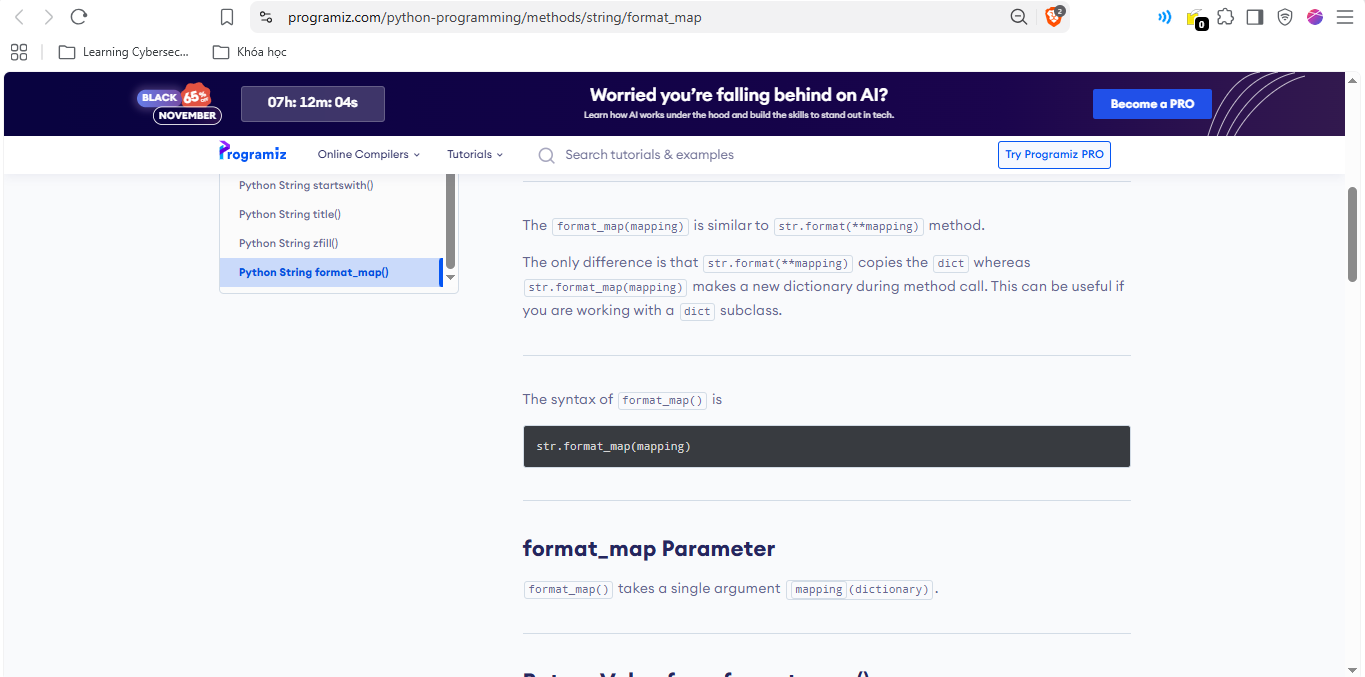 programiz.com/python-programming/methods/string/format_map
2
0
Learning Cybersec...
Khóa học
BLACK 65% OFF
NOVEMBER
07h: 12m: 04s
Worried you're falling behind on AI?
Learn how AI works under the hood and build the skills to stand out in tech.
Become a PRO
Programiz
Online Compilers
Tutorials
Search tutorials & examples
Try Programiz PRO
Python String startswith()
Python String title()
Python String zfill()
Python String format_map()
The format_map(mapping) is similar to str.format(**mapping) method.
The only difference is that str.format(**mapping) copies the dict whereas
str.format_map(mapping) makes a new dictionary during method call. This can be useful if
you are working with a dict subclass.
The syntax of format_map() is
str.format_map(mapping)
format_map Parameter
format_map() takes a single argument mapping(dictionary).